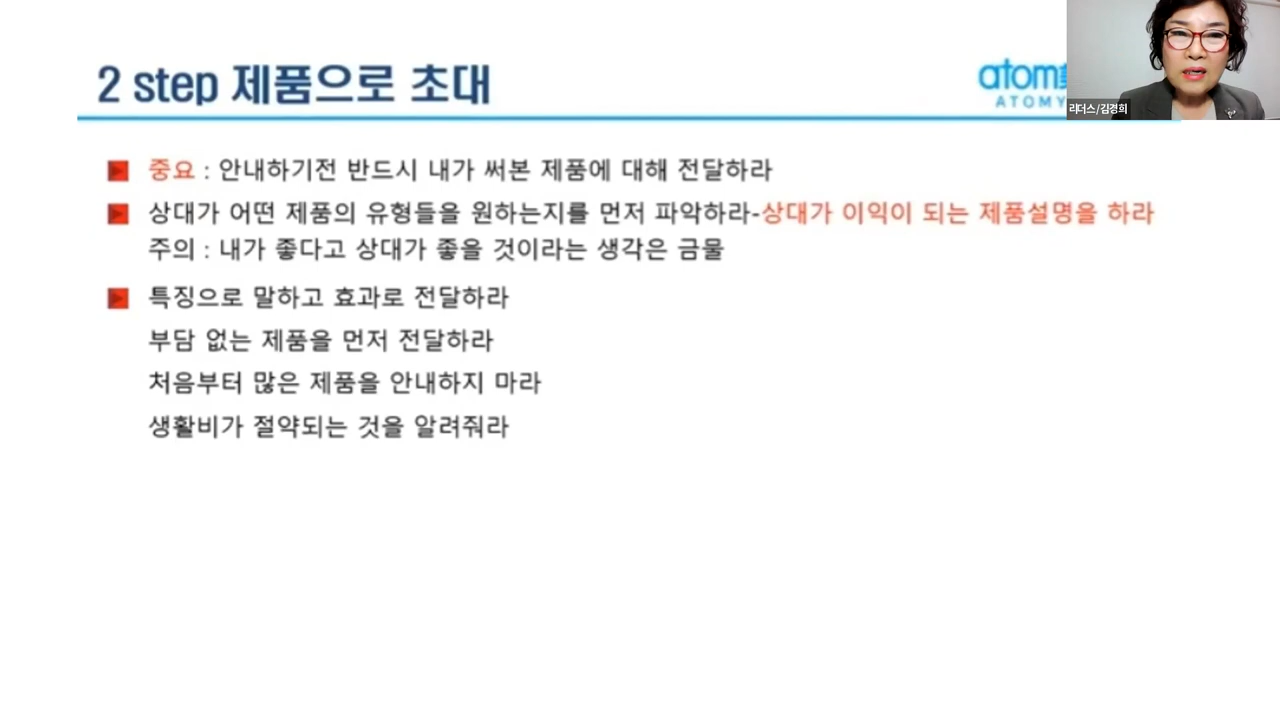 2 step 제품으로 초대
atom美
ATOMY
리더스/김경희
중요 : 안내하기전 반드시 내가 써본 제품에 대해 전달하라
상대가 어떤 제품의 유형들을 원하는지를 먼저 파악하라-상대가 이익이 되는 제품설명을 하라
주의 : 내가 좋다고 상대가 좋을 것이라는 생각은 금물
특징으로 말하고 효과로 전달하라
부담 없는 제품을 먼저 전달하라
처음부터 많은 제품을 안내하지 마라
생활비가 절약되는 것을 알려줘라